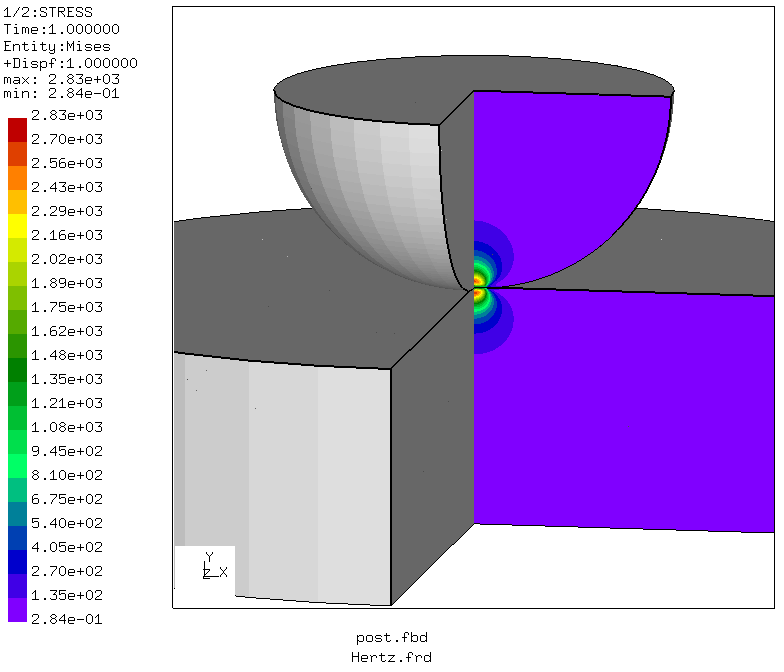 1/2:STRESS
Time:1.000000
Entity:Mises
+Dispf:1.000000
max: 2.83e+03
min: 2.84e-01
2.83e+03
2.70e+03
2.56e+03
2.43e+03
2.29e+03
2.16e+03
2.02e+03
1.89e+03
1.75e+03
1.62e+03
1.48e+03
1.35e+03
1.21e+03
1.08e+03
9.45e+02
8.10e+02
6.75e+02
5.40e+02
4.05e+02
2.70e+02
1.35e+02
2.84e-01
Y
Z X
post.fbd
Hertz.frd